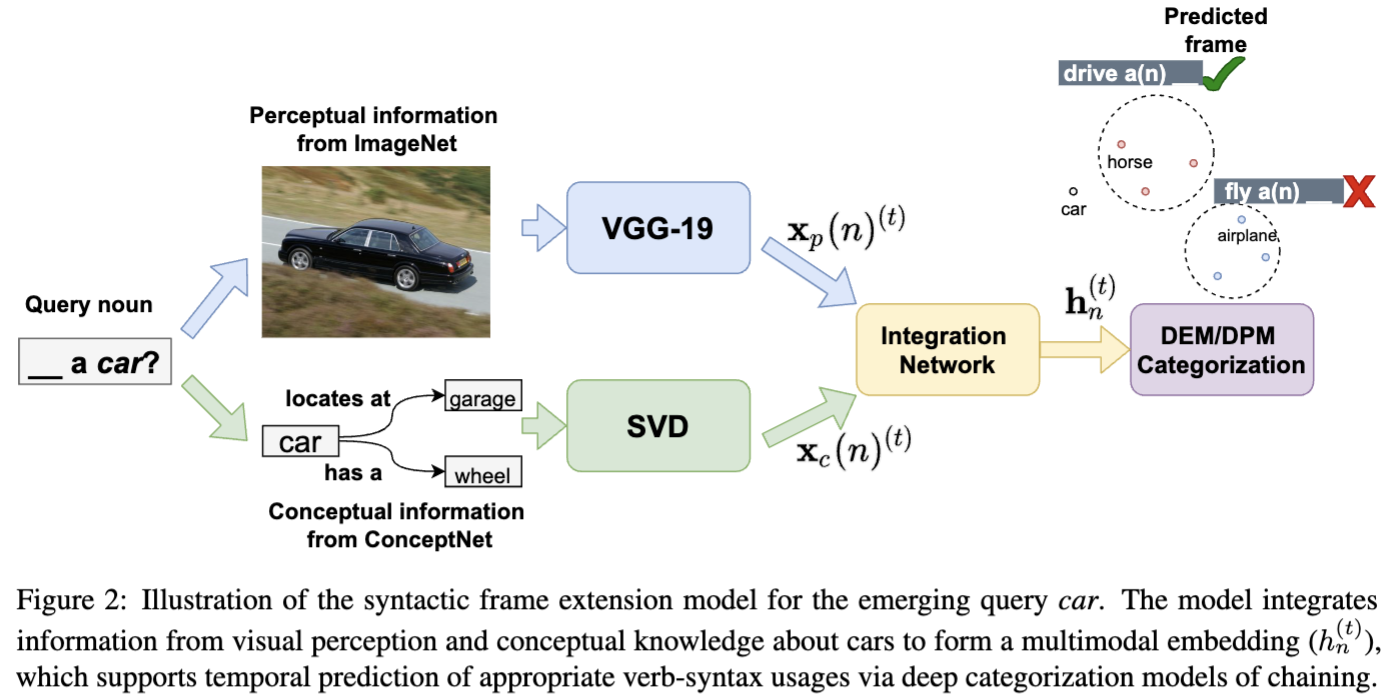 Predicted
frame
drive a(n)__
horse
car
fly a(n)__
airplane
Perceptual information
from ImageNet
VGG-19
x_p(n)^(t)
Query noun
__ a car?
h_n^(t)
Integration
Network
DEM/DPM
Categorization
locates at
garage
car
has a
wheel
SVD
x_c(n)^(t)
Conceptual information
from ConceptNet
Figure 2: Illustration of the syntactic frame extension model for the emerging query car. The model integrates
information from visual perception and conceptual knowledge about cars to form a multimodal embedding (h_n^(t)),
which supports temporal prediction of appropriate verb-syntax usages via deep categorization models of chaining.